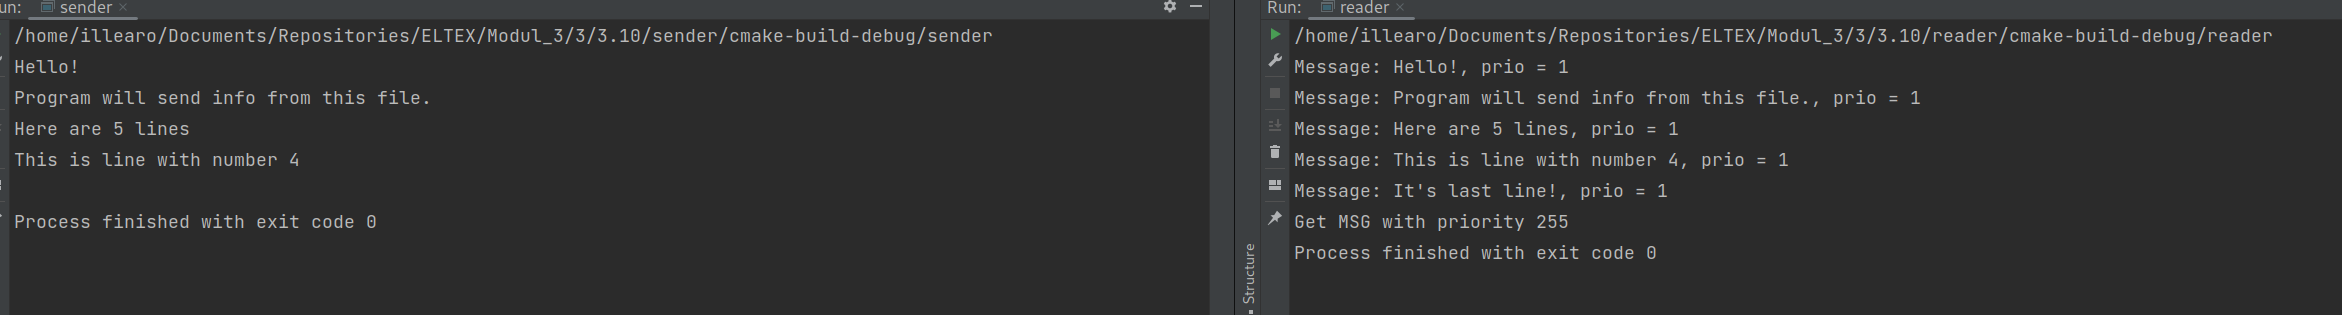 un: sender
/home/illearo/Documents/Repositories/ELTEX/Modul_3/3/3.10/sender/cmake-build-debug/sender
Hello!
Program will send info from this file.
Here are 5 lines
This is line with number 4
Process finished with exit code 0
Structure
Run: reader
/home/illearo/Documents/Repositories/ELTEX/Modul_3/3/3.10/reader/cmake-build-debug/reader
Message: Hello!, prio = 1
Message: Program will send info from this file., prio = 1
Message: Here are 5 lines, prio = 1
Message: This is line with number 4, prio = 1
Message: It's last line!, prio = 1
Get MSG with priority 255
Process finished with exit code 0